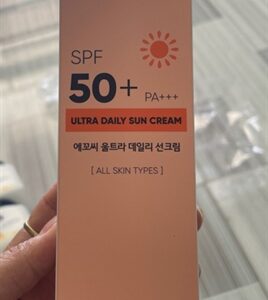 SPF
50+ PA+++
ULTRA DAILY SUN CREAM
에꼬씨 울트라 데일리 선크림
[ ALL SKIN TYPES ]